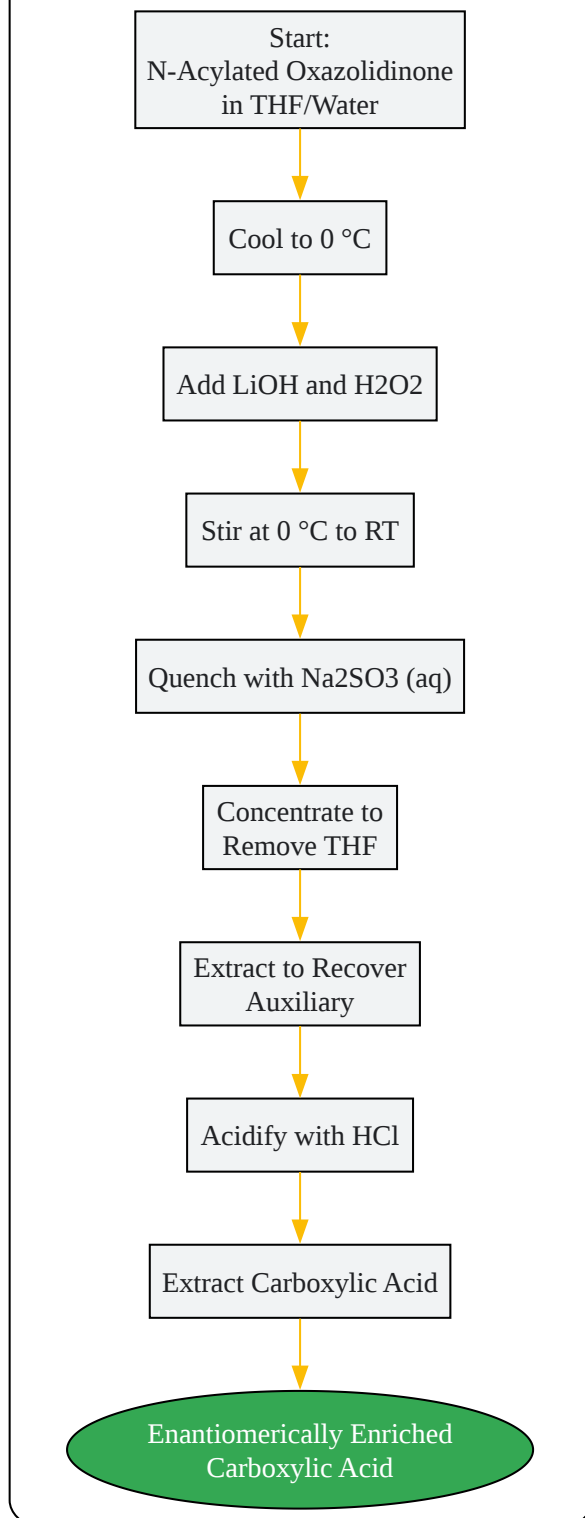 Start:
N-Acylated Oxazolidinone
in THF/Water
Cool to 0 °C
Add LiOH and H2O2
Stir at 0 °C to RT
Quench with Na2SO3 (aq)
Concentrate to
Remove THF
Extract to Recover
Auxiliary
Acidify with HCl
Extract Carboxylic Acid
Enantiomerically Enriched
Carboxylic Acid